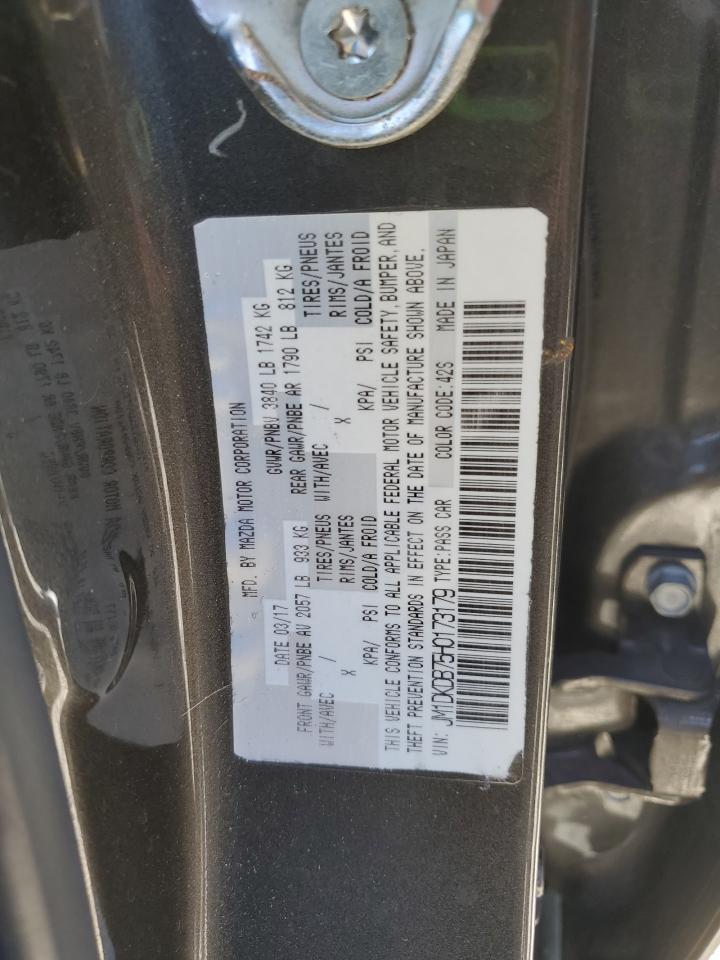 MFD. BY MAZDA MOTOR CORPORATION
DATE 03/17 GVWR/PNBV 3840 LB 1742 KG
FRONT GAWR/PNBE AV 2057 LB 933 KG REAR GAWR/PNBE AR 1790 LB 812 KG
WITH/AVEC / TIRES/PNEUS WITH/AVEC / TIRES/PNEUS
X RIMS/JANTES X RIMS/JANTES
KPA/ PSI COLD/A FROID KPA/ PSI COLD/A FROID
THIS VEHICLE CONFORMS TO ALL APPLICABLE FEDERAL MOTOR VEHICLE SAFETY, BUMPER, AND
THEFT PREVENTION STANDARDS IN EFFECT ON THE DATE OF MANUFACTURE SHOWN ABOVE.
VIN: JM1DKDB75H0173179 TYPE:PASS CAR COLOR CODE:42S MADE IN JAPAN